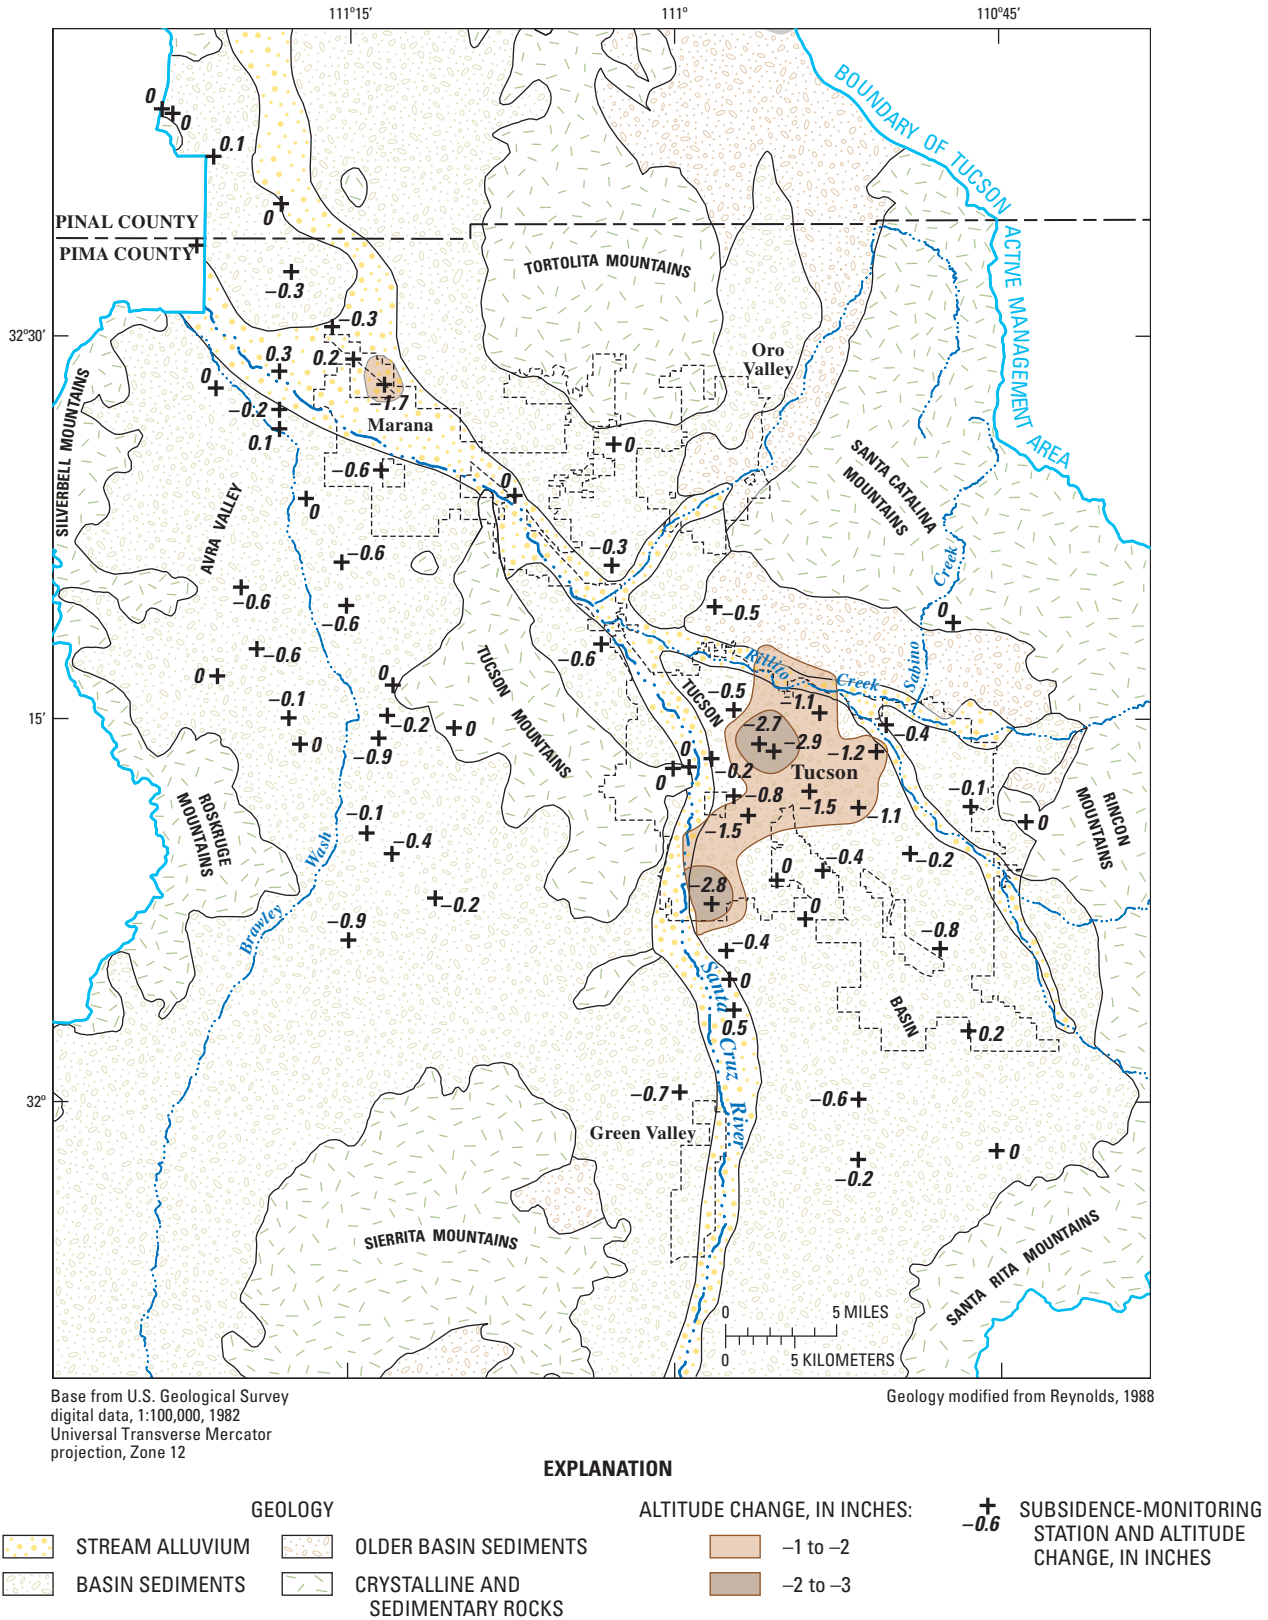 111°15'
111°
110°45'
BOUNDARY OF TUCSON
ACTIVE MANAGEMENT
AREA
0
0
0.1
0
PINAL COUNTY
PIMA COUNTY
TORTOLITA MOUNTAINS
–0.3
32°30'
–0.3
0.3
0.2
0
–1.7
Oro
Valley
–0.2
0.1
Marana
SILVERBELL MOUNTAINS
0
–0.6
SANTA CATALINA
MOUNTAINS
0
0
AVRA VALLEY
–0.6
–0.3
Creek
–0.6
–0.6
–0.5
0
–0.6
–0.6
TUCSON
MOUNTAINS
Rillito
Creek
Sabino
0
0
–0.5
TUCSON
–1.1
15'
–0.1
–0.2
0
–2.7
–0.4
0
–0.9
0
–2.9
–1.2
0
–0.2
Tucson
ROSKRUGE
MOUNTAINS
–0.8
–1.5
–1.1
–0.1
RINCON
MOUNTAINS
–0.1
–1.5
0
Wash
–0.4
–0.4
–0.2
0
–2.8
–0.2
0
Brawley
–0.9
–0.4
–0.8
Santa
0
BASIN
0.5
0.2
Cruz
32°
–0.7
–0.6
River
Green Valley
0
–0.2
SIERRITA MOUNTAINS
SANTA RITA MOUNTAINS
0
5 MILES
0
5 KILOMETERS
Base from U.S. Geological Survey
digital data, 1:100,000, 1982
Universal Transverse Mercator
projection, Zone 12
Geology modified from Reynolds, 1988
EXPLANATION
GEOLOGY
STREAM ALLUVIUM
BASIN SEDIMENTS
OLDER BASIN SEDIMENTS
CRYSTALLINE AND
SEDIMENTARY ROCKS
ALTITUDE CHANGE, IN INCHES:
–1 to –2
–2 to –3
–0.6
SUBSIDENCE-MONITORING
STATION AND ALTITUDE
CHANGE, IN INCHES